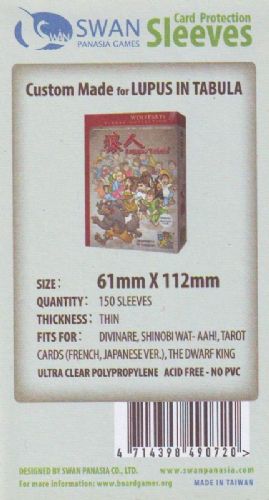 SWAN
PANASIA GAMES
Card Protection
Sleeves
Custom Made for LUPUS IN TABULA
狼人
SIZE： 61mm X 112mm
QUANTITY： 150 SLEEVES
THICKNESS： THIN
FITS FOR： DIVINARE, SHINOBI WAT- AAH!, TAROT
CARDS (FRENCH, JAPANESE VER.), THE DWARF KING
ULTRA CLEAR POLYPROPYLENE ACID FREE - NO PVC
4 714398 490720 >
DESIGNED BY SWAN PANASIA CO., LTD. www.swanpanasia.com
For more information: www.boardgames.org MADE IN TAIWAN